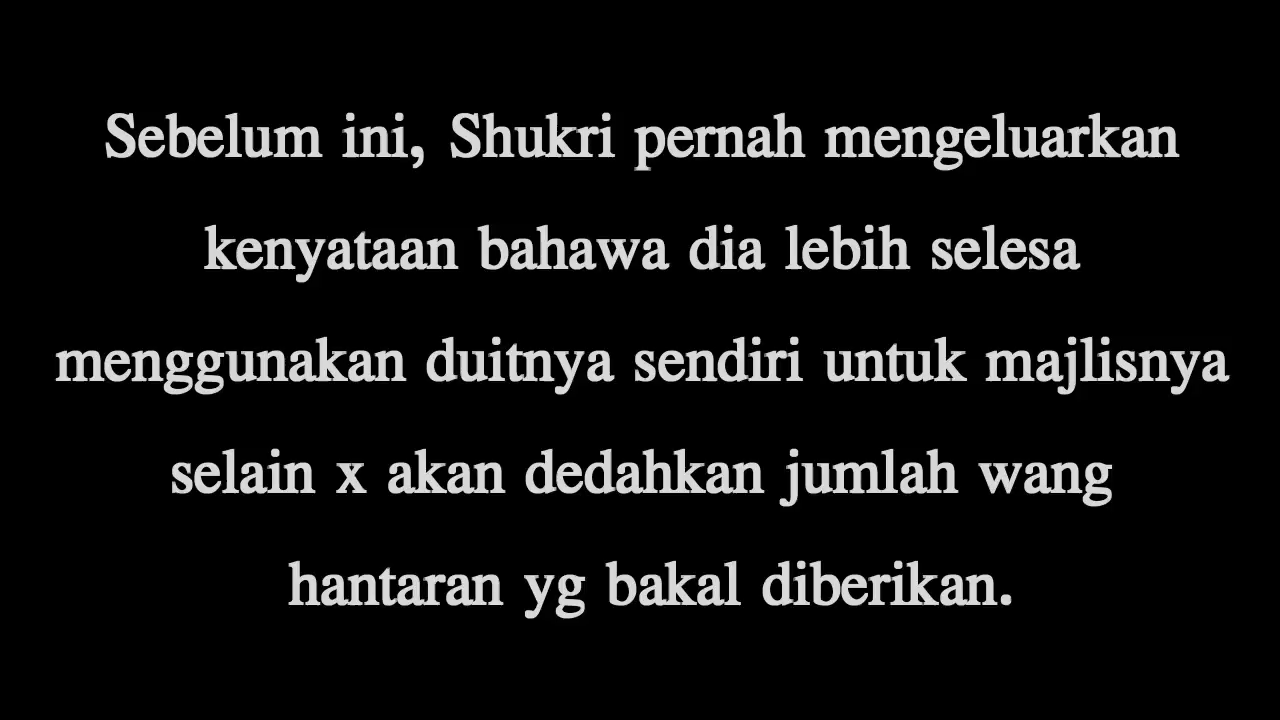 Sebelum ini, Shukri pernah mengeluarkan
kenyataan bahawa dia lebih selesa
menggunakan duitnya sendiri untuk majlisnya
selain x akan dedahkan jumlah wang
hantaran yg bakal diberikan.